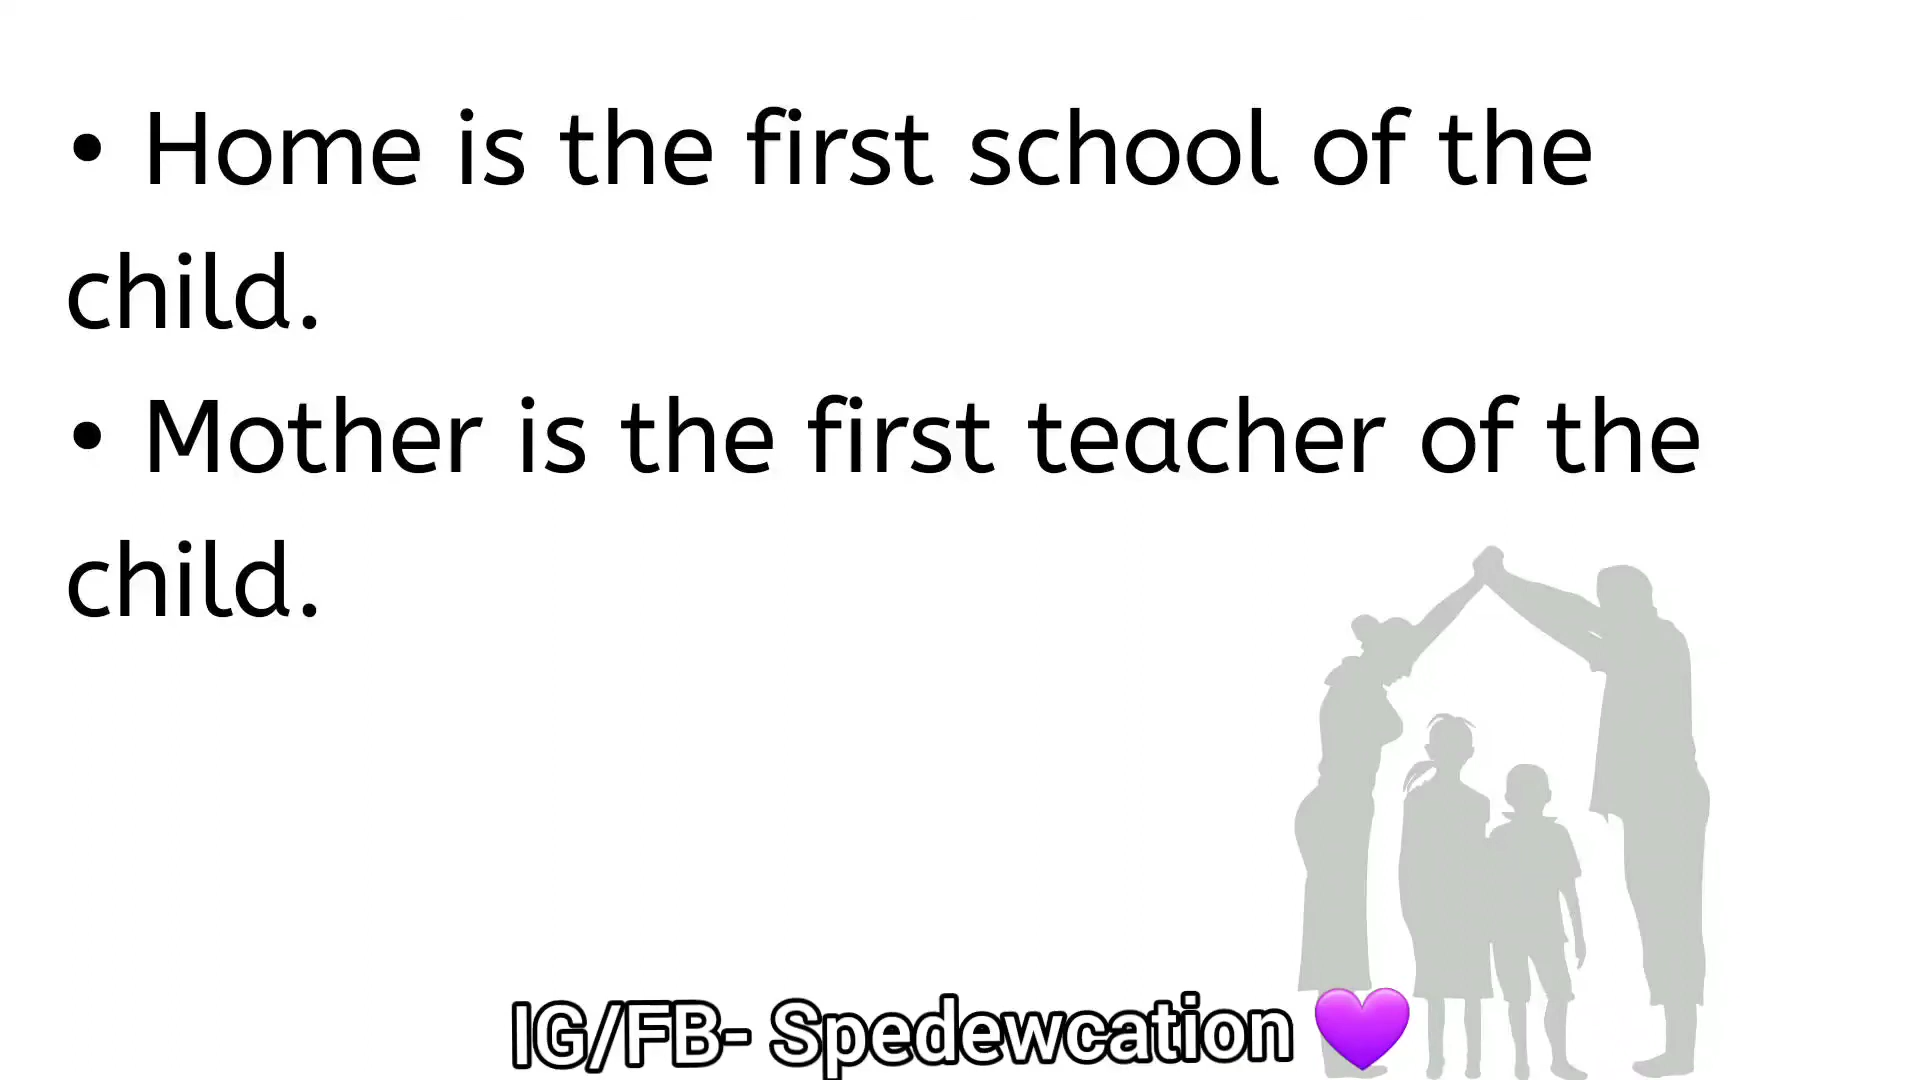 • Home is the first school of the
child.
• Mother is the first teacher of the
child.
IG/FB- Spedewcation 💜